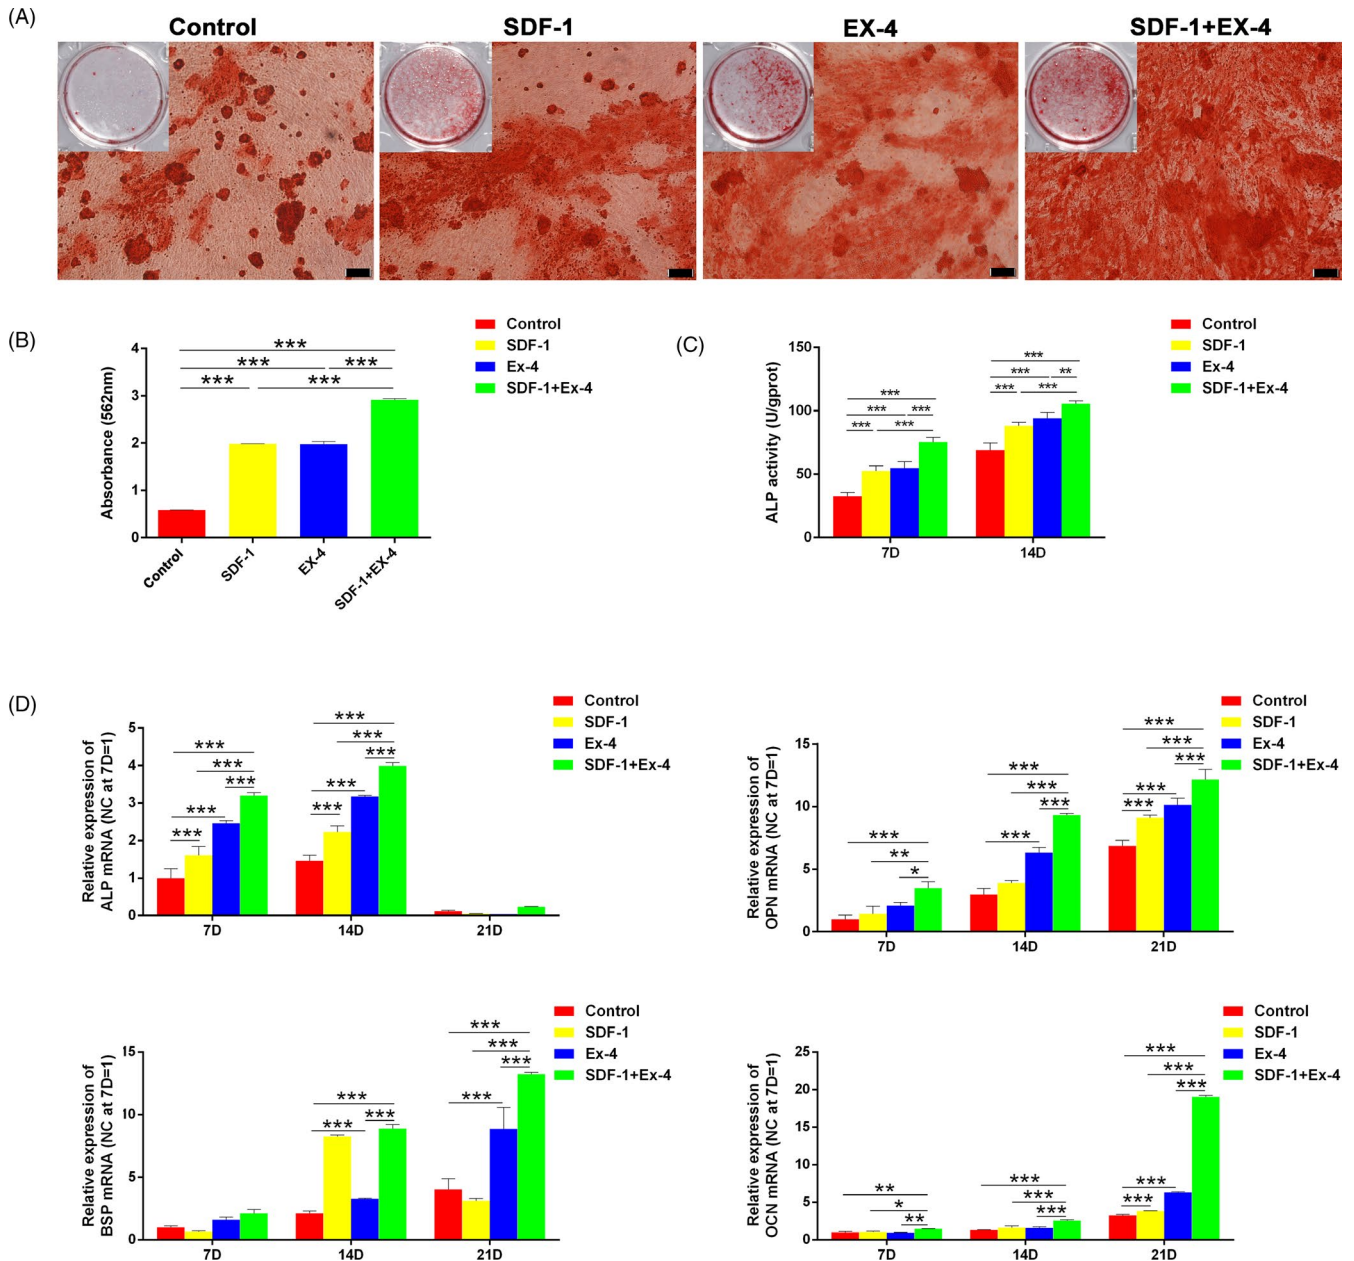 (A)
Control
SDF-1
EX-4
SDF-1+EX-4
(B)
Absorbance (562nm)
4
3
2
1
0
***
***
***
***
***
Control
SDF-1
EX-4
SDF-1+EX-4
Control
SDF-1
Ex-4
SDF-1+Ex-4
(C)
ALP activity (U/gprot)
150
100
50
0
***
***
***
***
***
***
***
**
***
***
7D
14D
Control
SDF-1
Ex-4
SDF-1+Ex-4
(D)
Relative expression of
ALP mRNA (NC at 7D=1)
5
4
3
2
1
0
***
***
***
***
***
***
***
***
***
***
7D
14D
21D
Control
SDF-1
Ex-4
SDF-1+Ex-4
Relative expression of
OPN mRNA (NC at 7D=1)
15
10
5
0
***
**
*
***
***
***
***
***
***
***
***
***
7D
14D
21D
Control
SDF-1
Ex-4
SDF-1+Ex-4
Relative expression of
BSP mRNA (NC at 7D=1)
15
10
5
0
***
***
***
***
***
***
***
7D
14D
21D
Control
SDF-1
Ex-4
SDF-1+Ex-4
Relative expression of
OCN mRNA (NC at 7D=1)
25
20
15
10
5
0
**
*
**
***
***
***
***
***
***
***
***
7D
14D
21D
Control
SDF-1
Ex-4
SDF-1+Ex-4